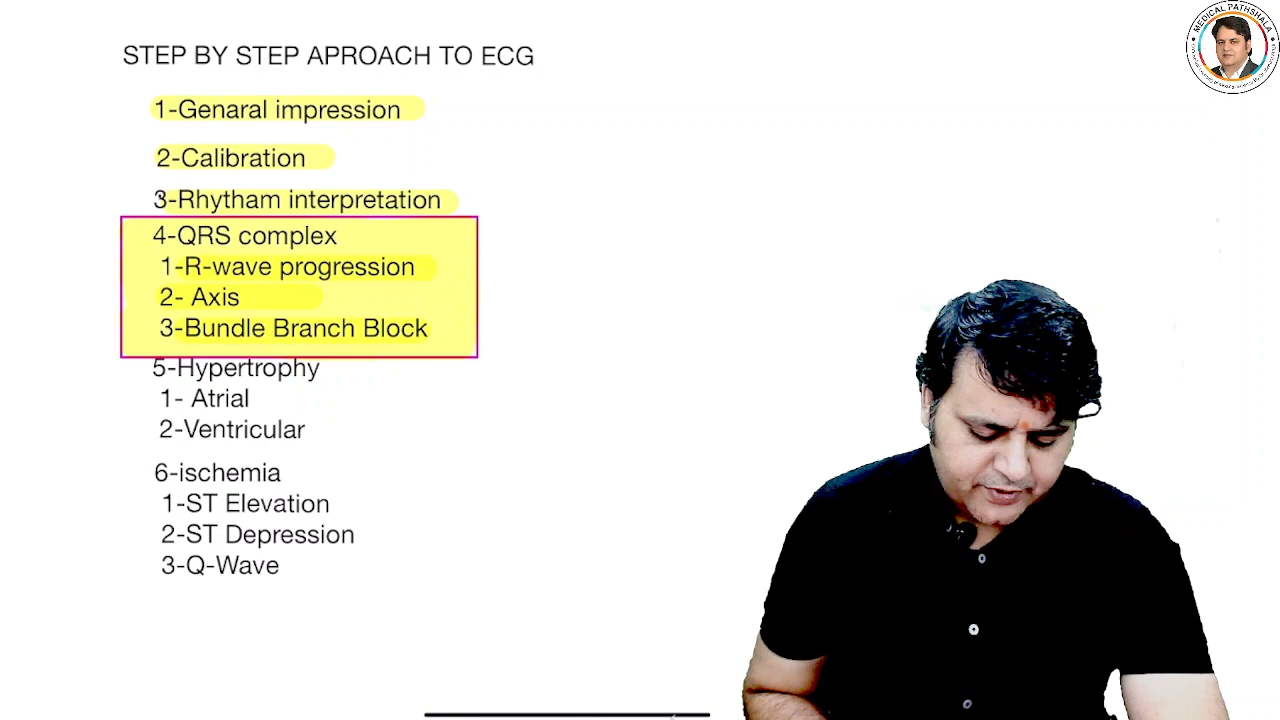 MEDICAL PATHSHALA
STEP BY STEP APROACH TO ECG
1-Genaral impression
2-Calibration
3-Rhytham interpretation
4-QRS complex
1-R-wave progression
2- Axis
3-Bundle Branch Block
5-Hypertrophy
1- Atrial
2-Ventricular
6-ischemia
1-ST Elevation
2-ST Depression
3-Q-Wave